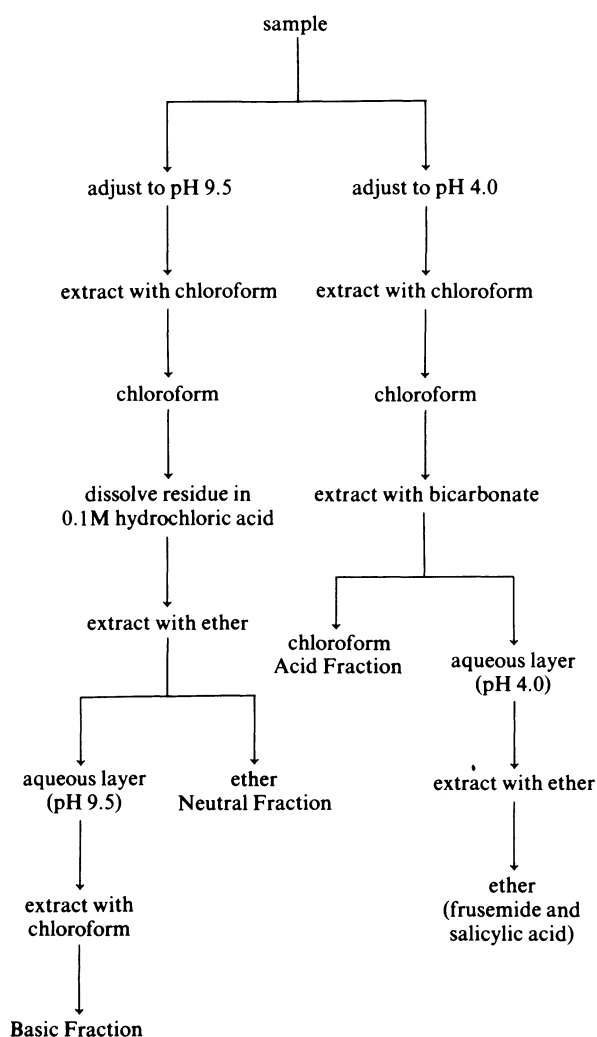 sample
adjust to pH 9.5
adjust to pH 4.0
extract with chloroform
extract with chloroform
chloroform
chloroform
dissolve residue in
0.1M hydrochloric acid
extract with bicarbonate
extract with ether
chloroform
Acid Fraction
aqueous layer
(pH 4.0)
aqueous layer
(pH 9.5)
ether
Neutral Fraction
extract with ether
extract with
chloroform
ether
(frusemide and
salicylic acid)
Basic Fraction